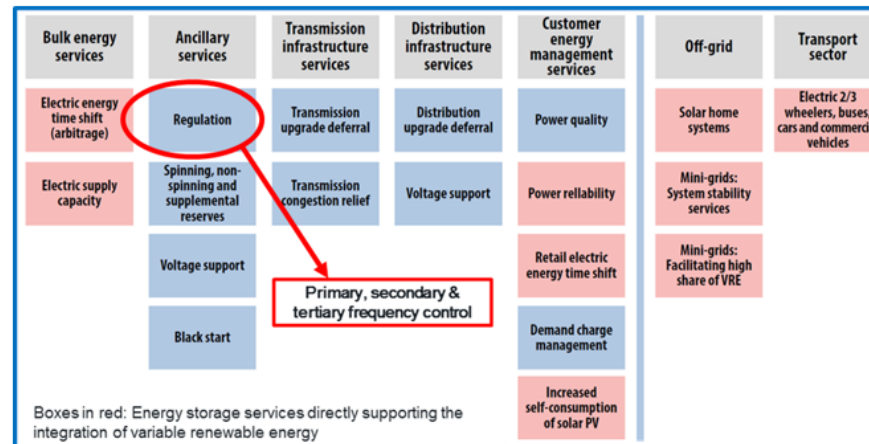 Bulk energy
services
Ancillary
services
Transmission
infrastructure
services
Distribution
infrastructure
services
Customer
energy
management
services
Off-grid
Transport
sector
Electric energy
time shift
(arbitrage)
Regulation
Transmission
upgrade deferral
Distribution
upgrade deferral
Power quality
Solar home
systems
Electric 2/3
wheelers, buses,
cars and commerci
vehicles
Electric supply
capacity
Spinning, non-
spinning and
supplemental
reserves
Transmission
congestion relief
Voltage support
Power reliability
Mini-grids:
System stability
services
Voltage support
Retail electric
energy time shift
Mini-grids:
Facilitating high
share of VRE
Primary, secondary &
tertiary frequency control
Black start
Demand charge
management
Increased
self-consumption
of solar PV
Boxes in red: Energy storage services directly supporting the
integration of variable renewable energy